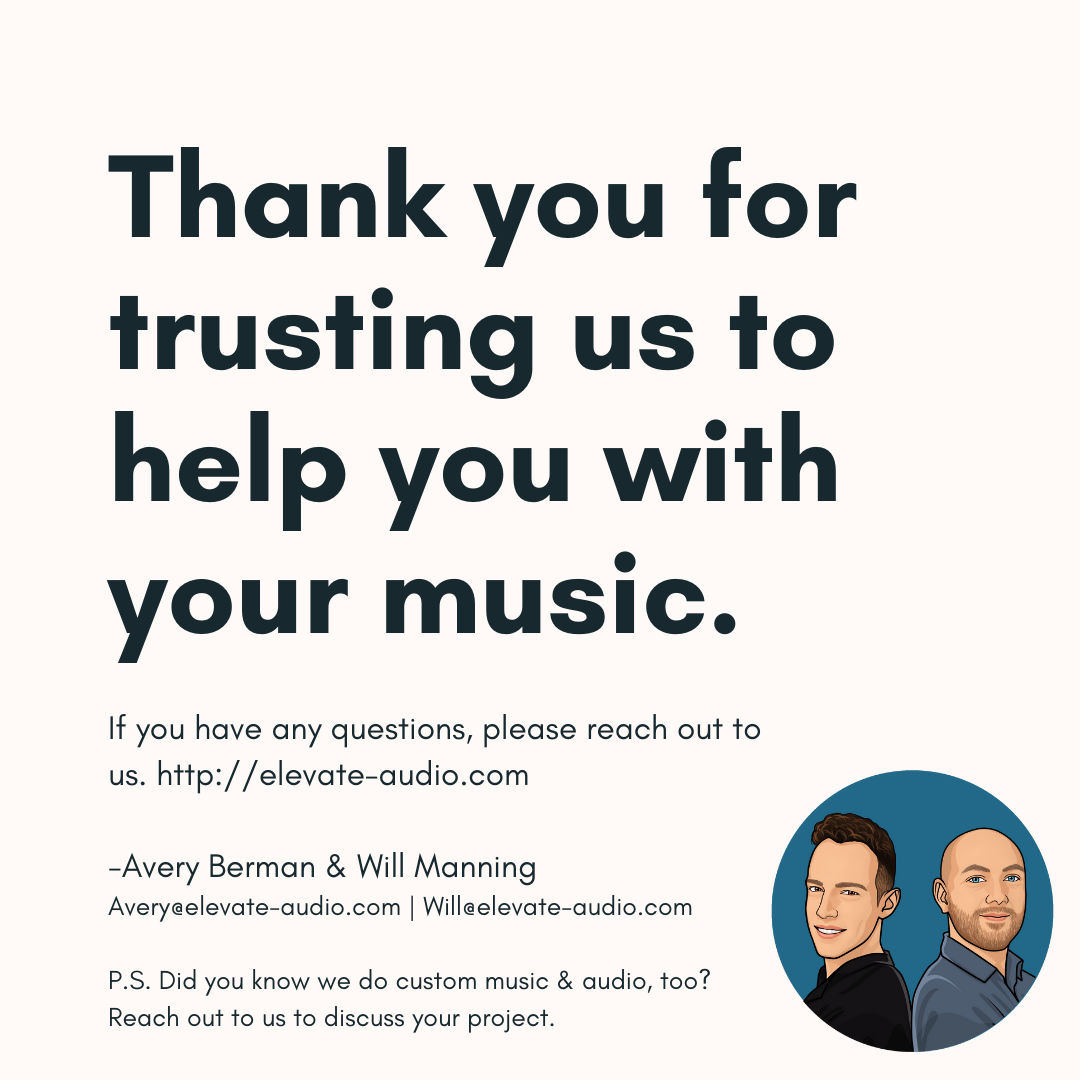 Thank you for
trusting us to
help you with
your music.
If you have any questions, please reach out to
us. http://elevate-audio.com
-Avery Berman & Will Manning
Avery@elevate-audio.com | Will@elevate-audio.com
P.S. Did you know we do custom music & audio, too?
Reach out to us to discuss your project.